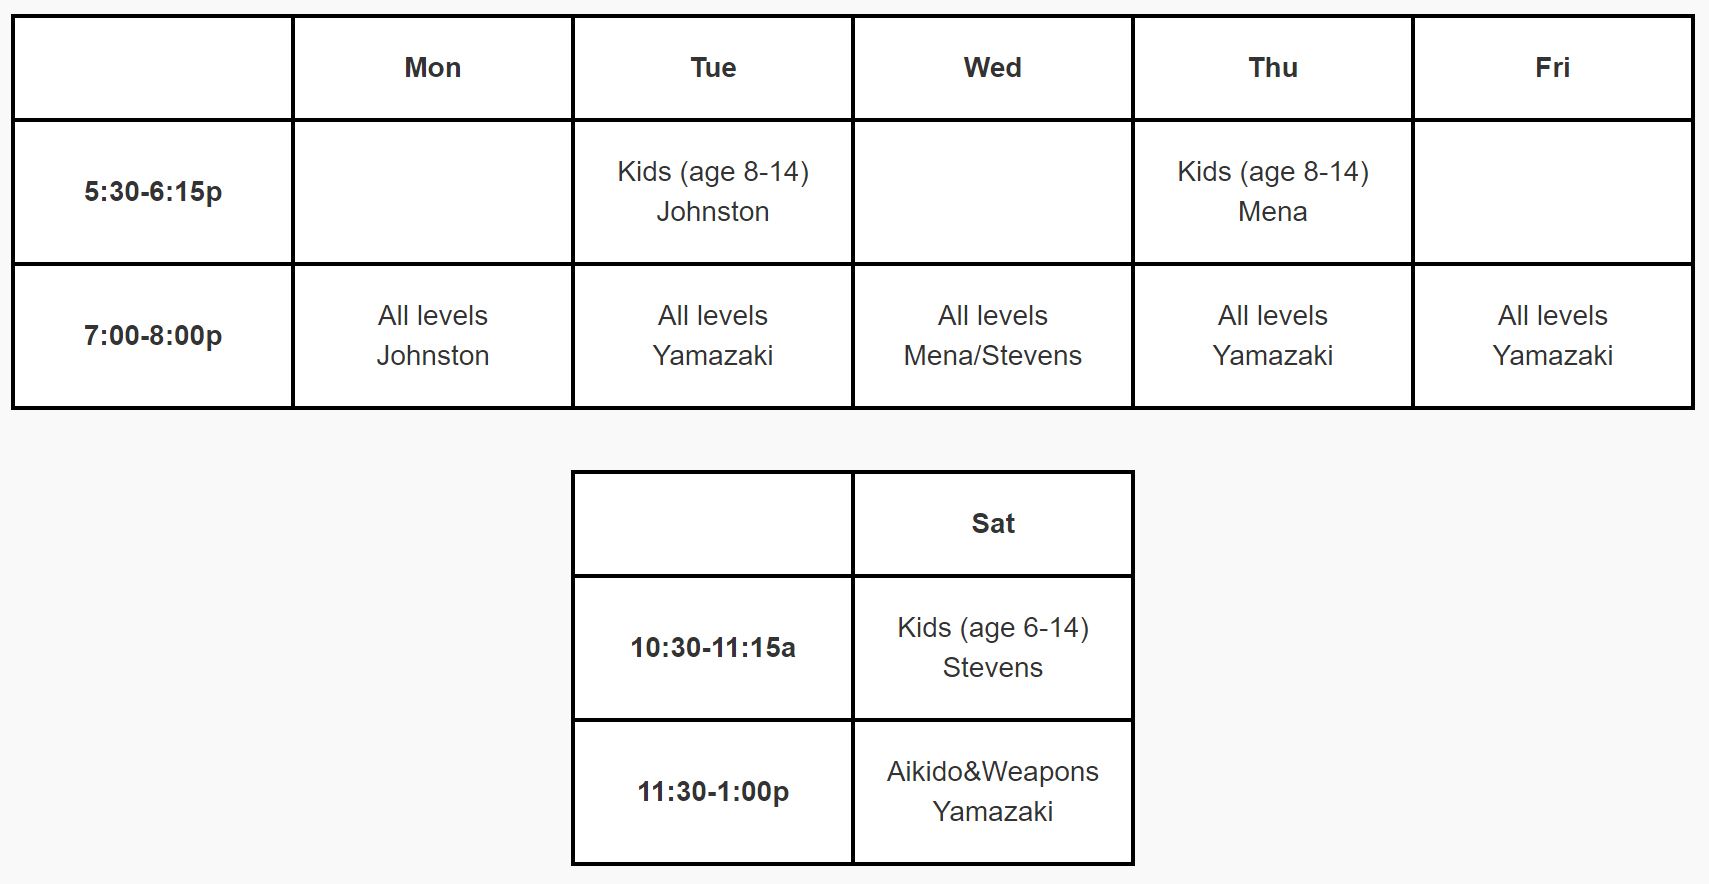 Mon Tue Wed Thu Fri
5:30-6:15p
Kids (age 8-14)
Johnston
Kids (age 8-14)
Mena
7:00-8:00p
All levels
Johnston
All levels
Yamazaki
All levels
Mena/Stevens
All levels
Yamazaki
All levels
Yamazaki
Sat
10:30-11:15a
Kids (age 6-14)
Stevens
11:30-1:00p
Aikido&Weapons
Yamazaki